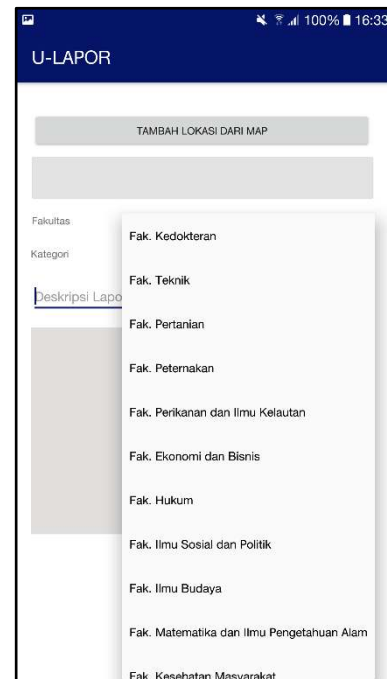 100% 16:33
U-LAPOR
TAMBAH LOKASI DARI MAP
Fakultas
Kategori
Deskripsi Lapo
Fak. Kedokteran
Fak. Teknik
Fak. Pertanian
Fak. Peternakan
Fak. Perikanan dan Ilmu Kelautan
Fak. Ekonomi dan Bisnis
Fak. Hukum
Fak. Ilmu Sosial dan Politik
Fak. Ilmu Budaya
Fak. Matematika dan Ilmu Pengetahuan Alam
Fak. Kesehatan Masyarakat